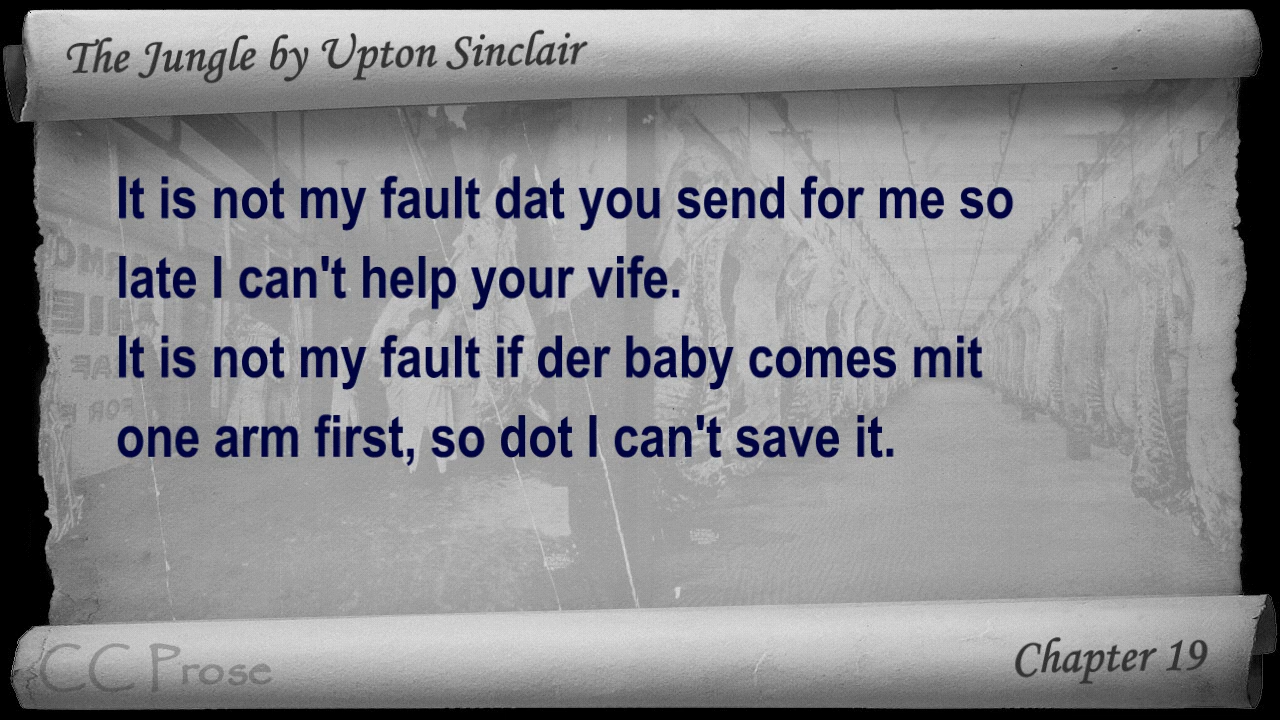 The Jungle by Upton Sinclair
It is not my fault dat you send for me so
late I can't help your vife.
It is not my fault if der baby comes mit
one arm first, so dot I can't save it.
CC Prose
Chapter 19